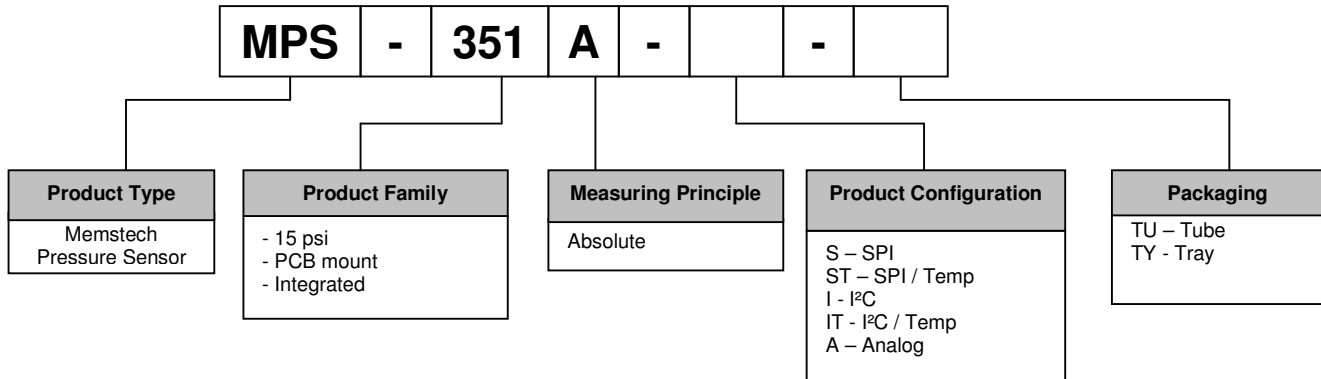 MPS - 351 A - -
Product Type
Memstech
Pressure Sensor
Product Family
- 15 psi
- PCB mount
- Integrated
Measuring Principle
Absolute
Product Configuration
S – SPI
ST – SPI / Temp
I - I²C
IT - I²C / Temp
A – Analog
Packaging
TU – Tube
TY - Tray